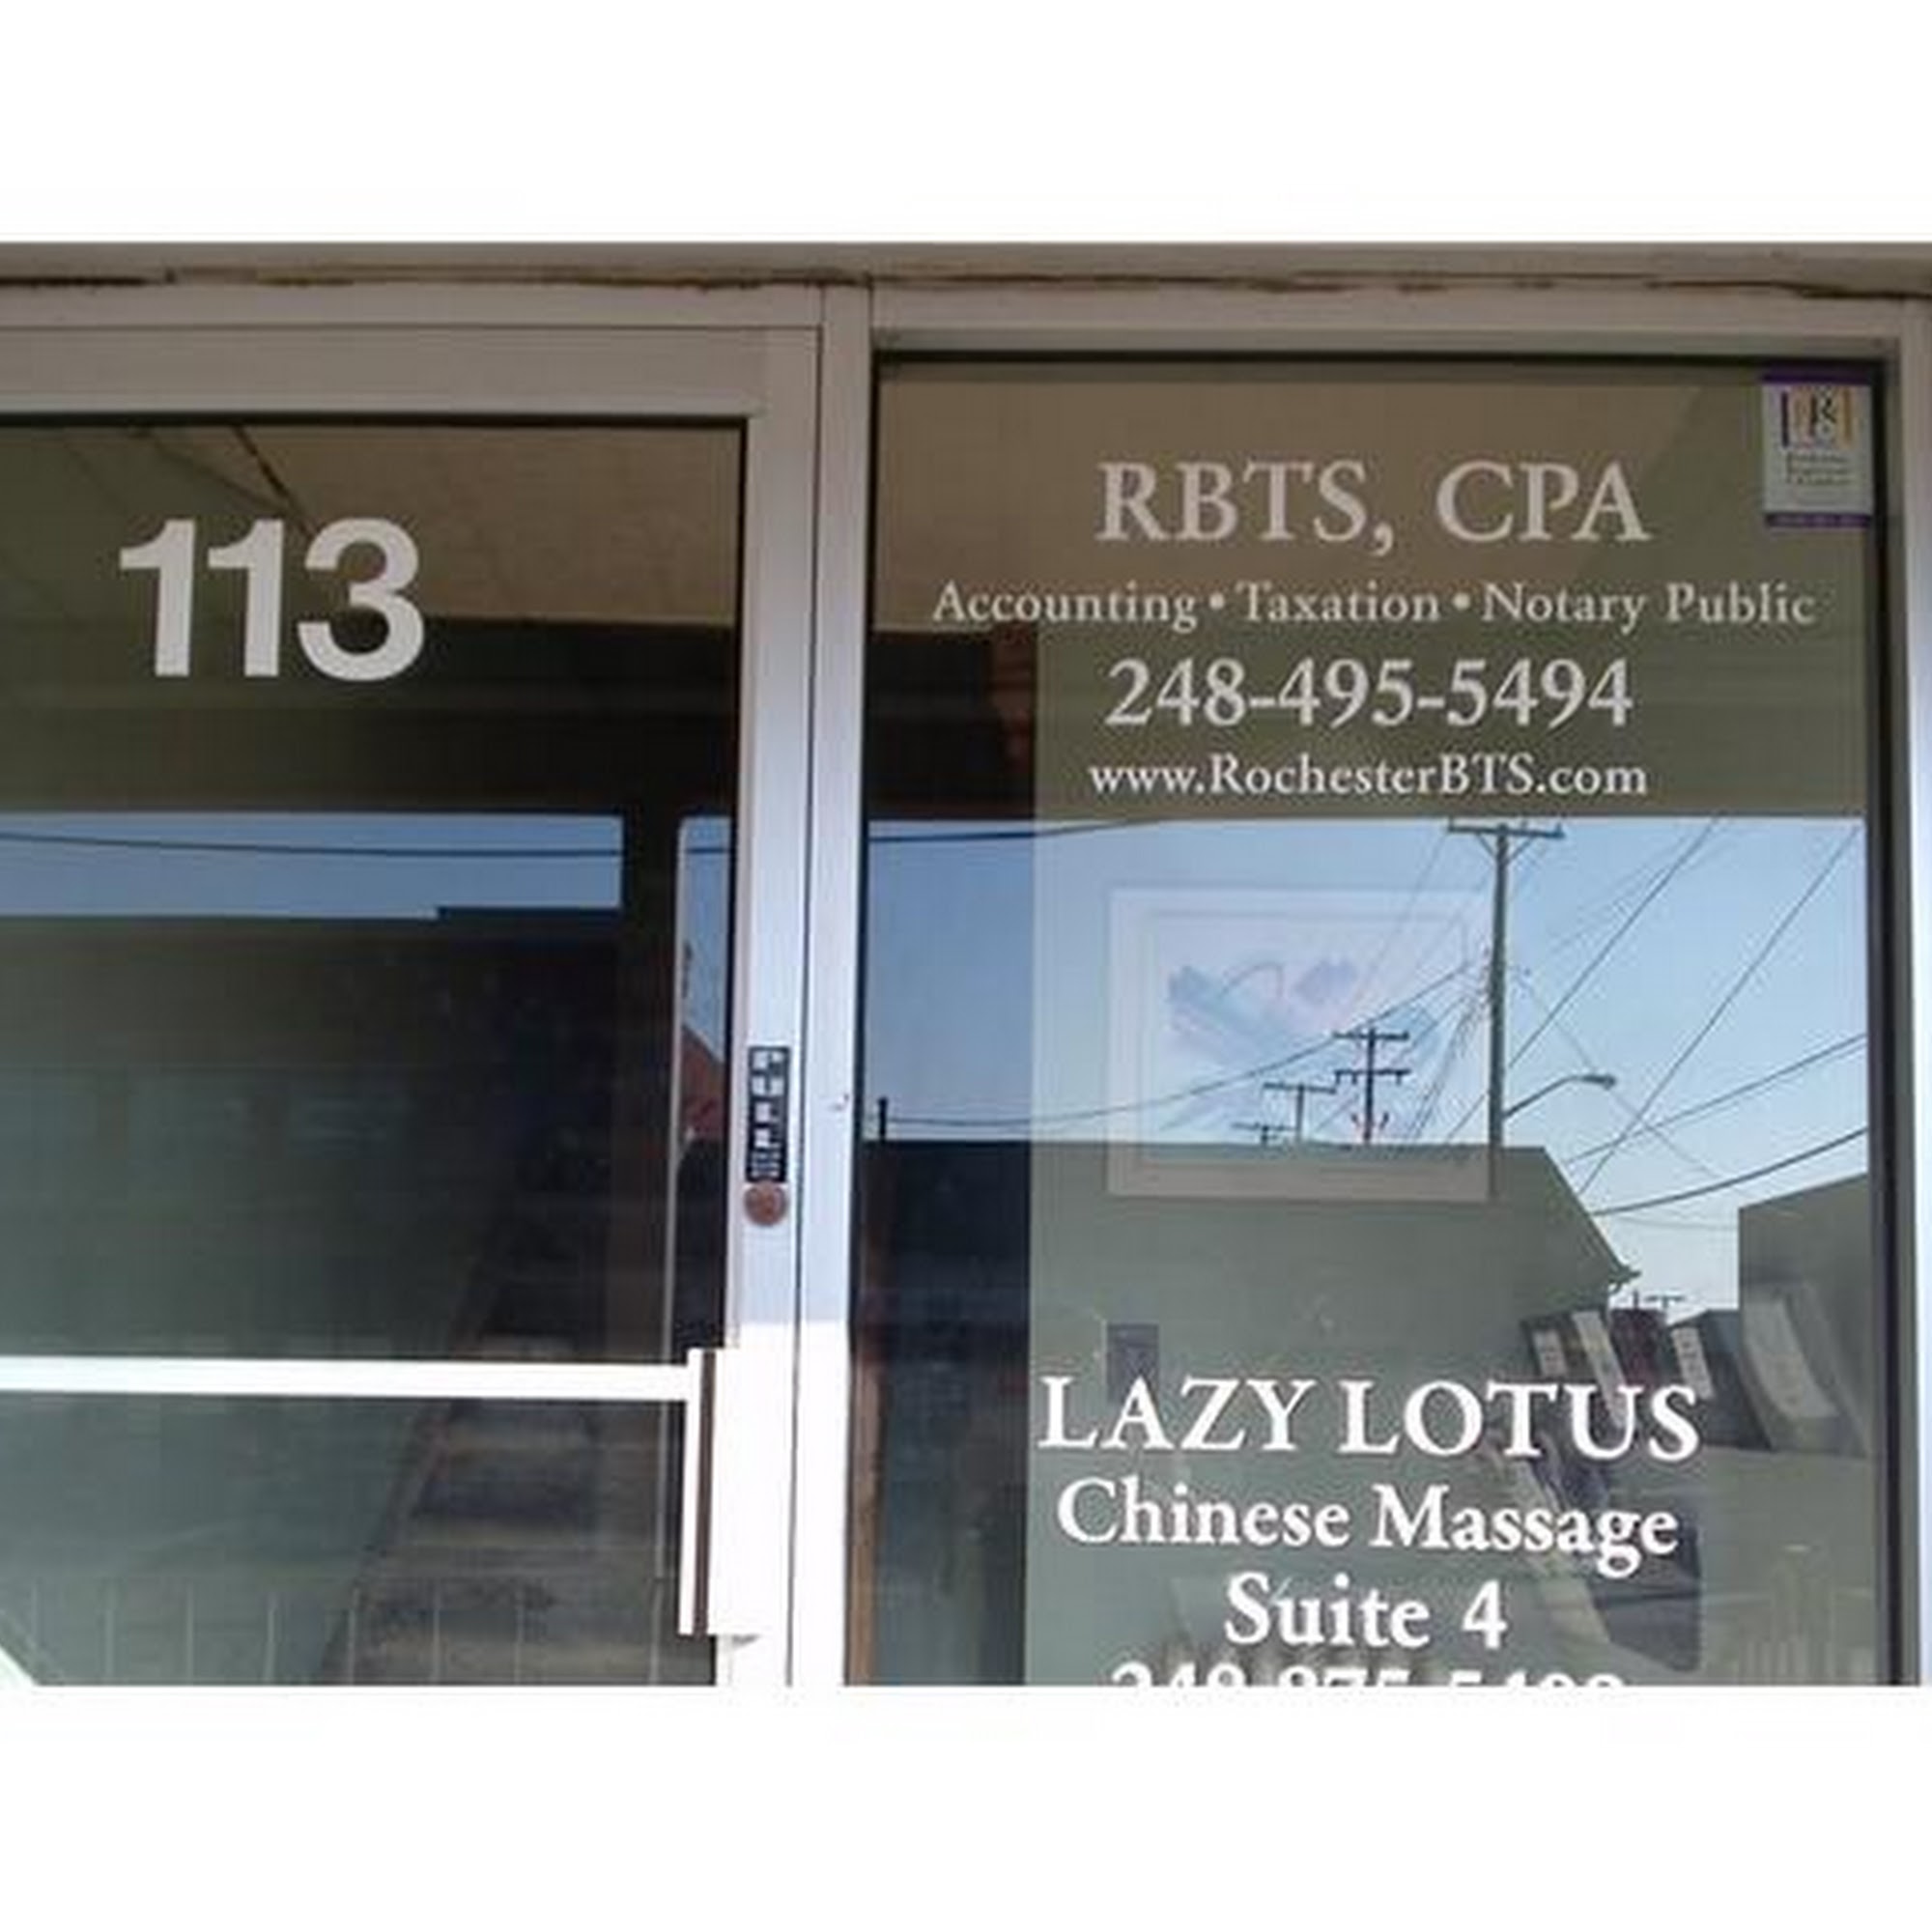 113
RBTS, CPA
Accounting • Taxation • Notary Public
248-495-5494
www.RochesterBTS.com
LAZY LOTUS
Chinese Massage
Suite 4